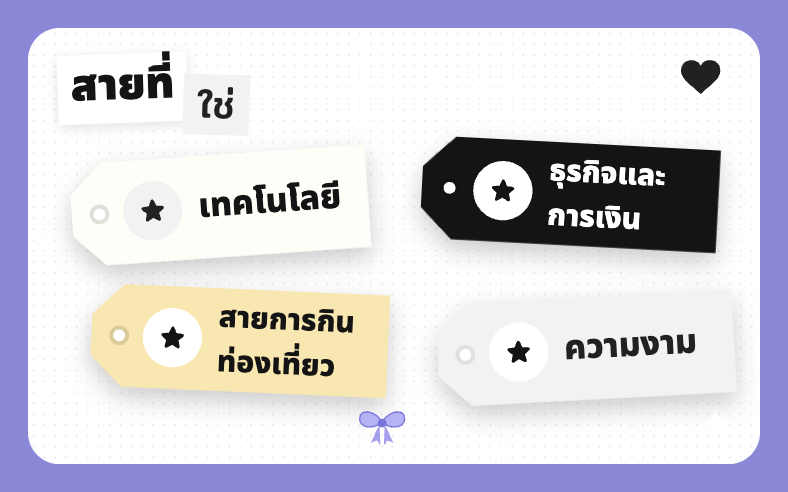 สายที่
ใช่
เทคโนโลยี
ธุรกิจและ
การเงิน
สายการกิน
ท่องเที่ยว
ความงาม